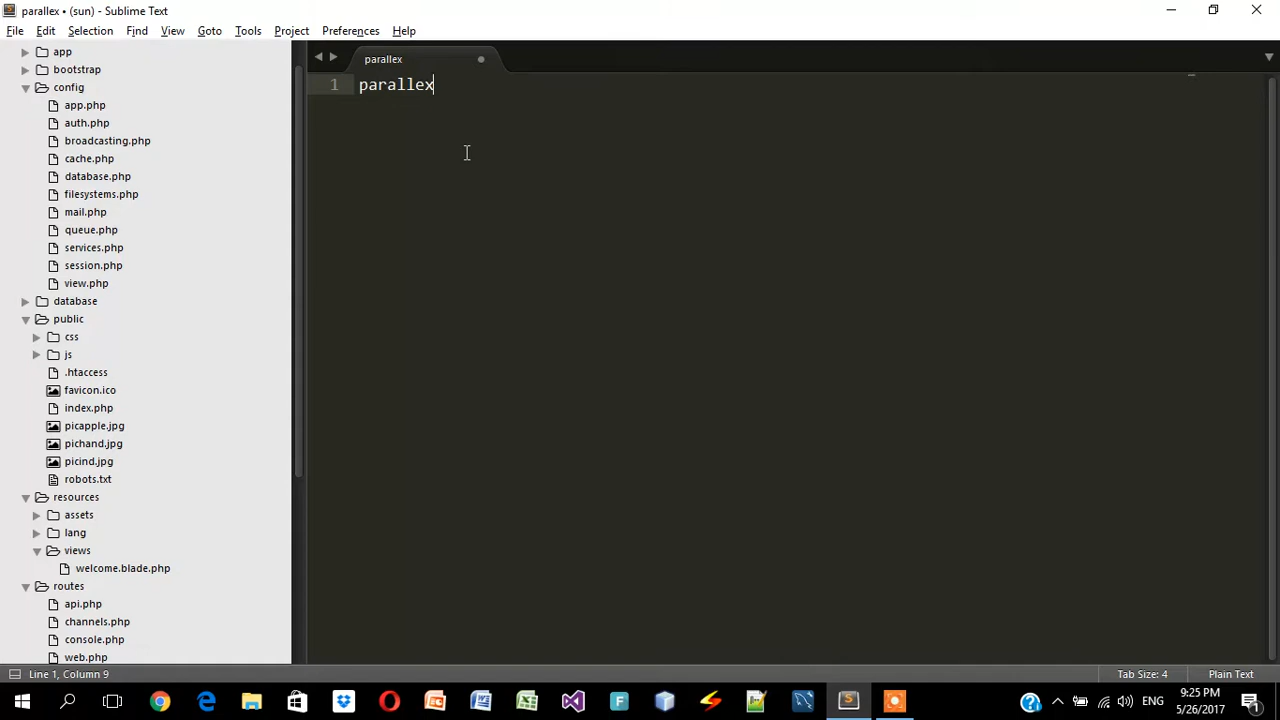 parallex • (sun) - Sublime Text
File Edit Selection Find View Goto Tools Project Preferences Help
app
bootstrap
config
app.php
auth.php
broadcasting.php
cache.php
database.php
filesystems.php
mail.php
queue.php
services.php
session.php
view.php
database
public
css
js
.htaccess
favicon.ico
index.php
picapple.jpg
pichand.jpg
picind.jpg
robots.txt
resources
assets
lang
views
welcome.blade.php
routes
api.php
channels.php
console.php
web.php
parallex
1 parallex
Line 1, Column 9
Tab Size: 4
Plain Text
ENG
9:25 PM
5/26/2017